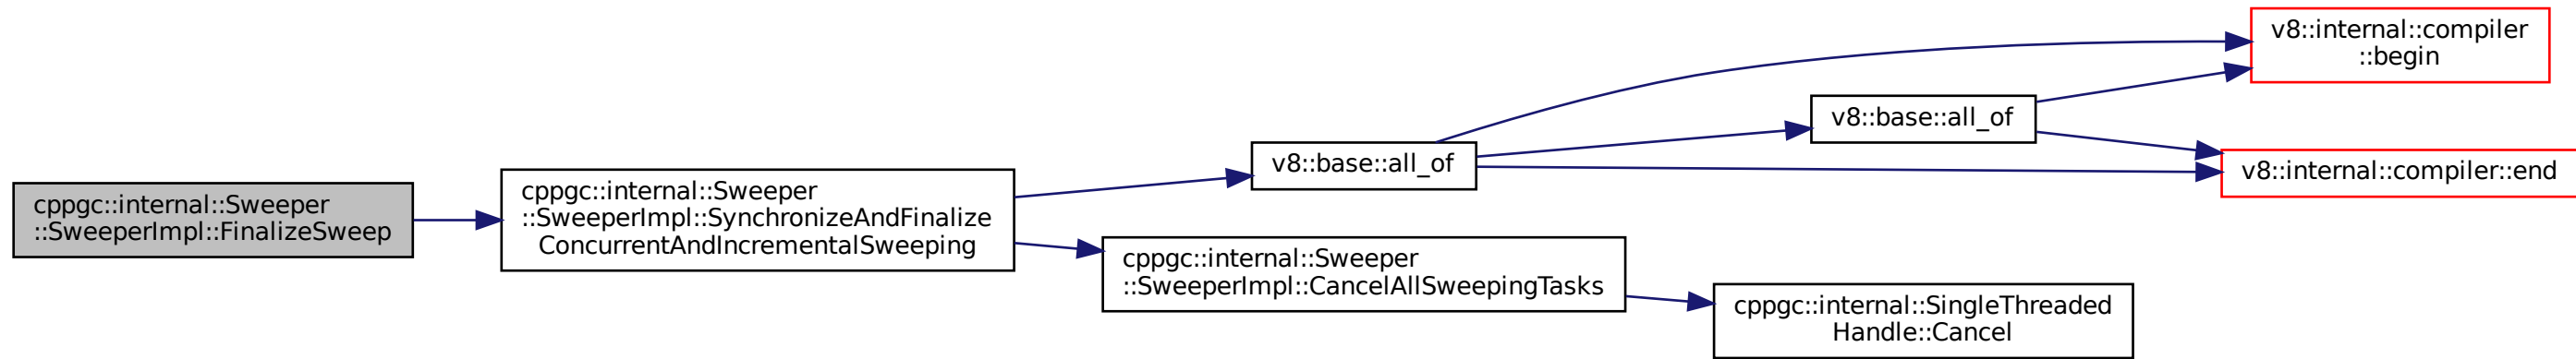 cppgc::internal::Sweeper
::SweeperImpl::FinalizeSweep
cppgc::internal::Sweeper
::SweeperImpl::SynchronizeAndFinalize
ConcurrentAndIncrementalSweeping
v8::base::all_of
cppgc::internal::Sweeper
::SweeperImpl::CancelAllSweepingTasks
v8::base::all_of
cppgc::internal::SingleThreaded
Handle::Cancel
v8::internal::compiler
::begin
v8::internal::compiler::end